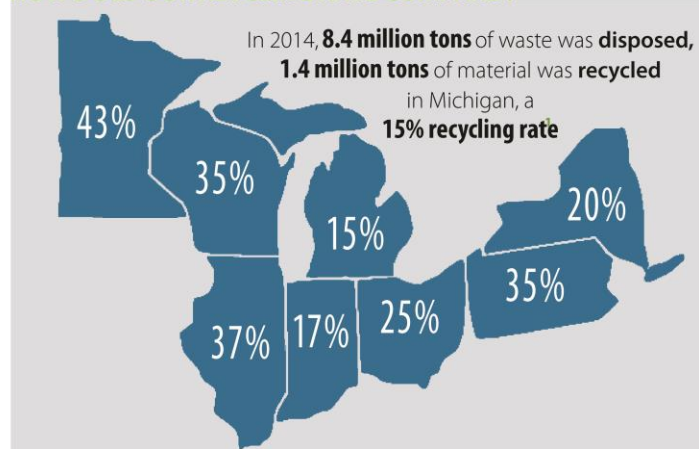 In 2014, 8.4 million tons of waste was disposed,
1.4 million tons of material was recycled
in Michigan, a
15% recycling rate1
43%
35%
15%
20%
35%
25%
17%
37%